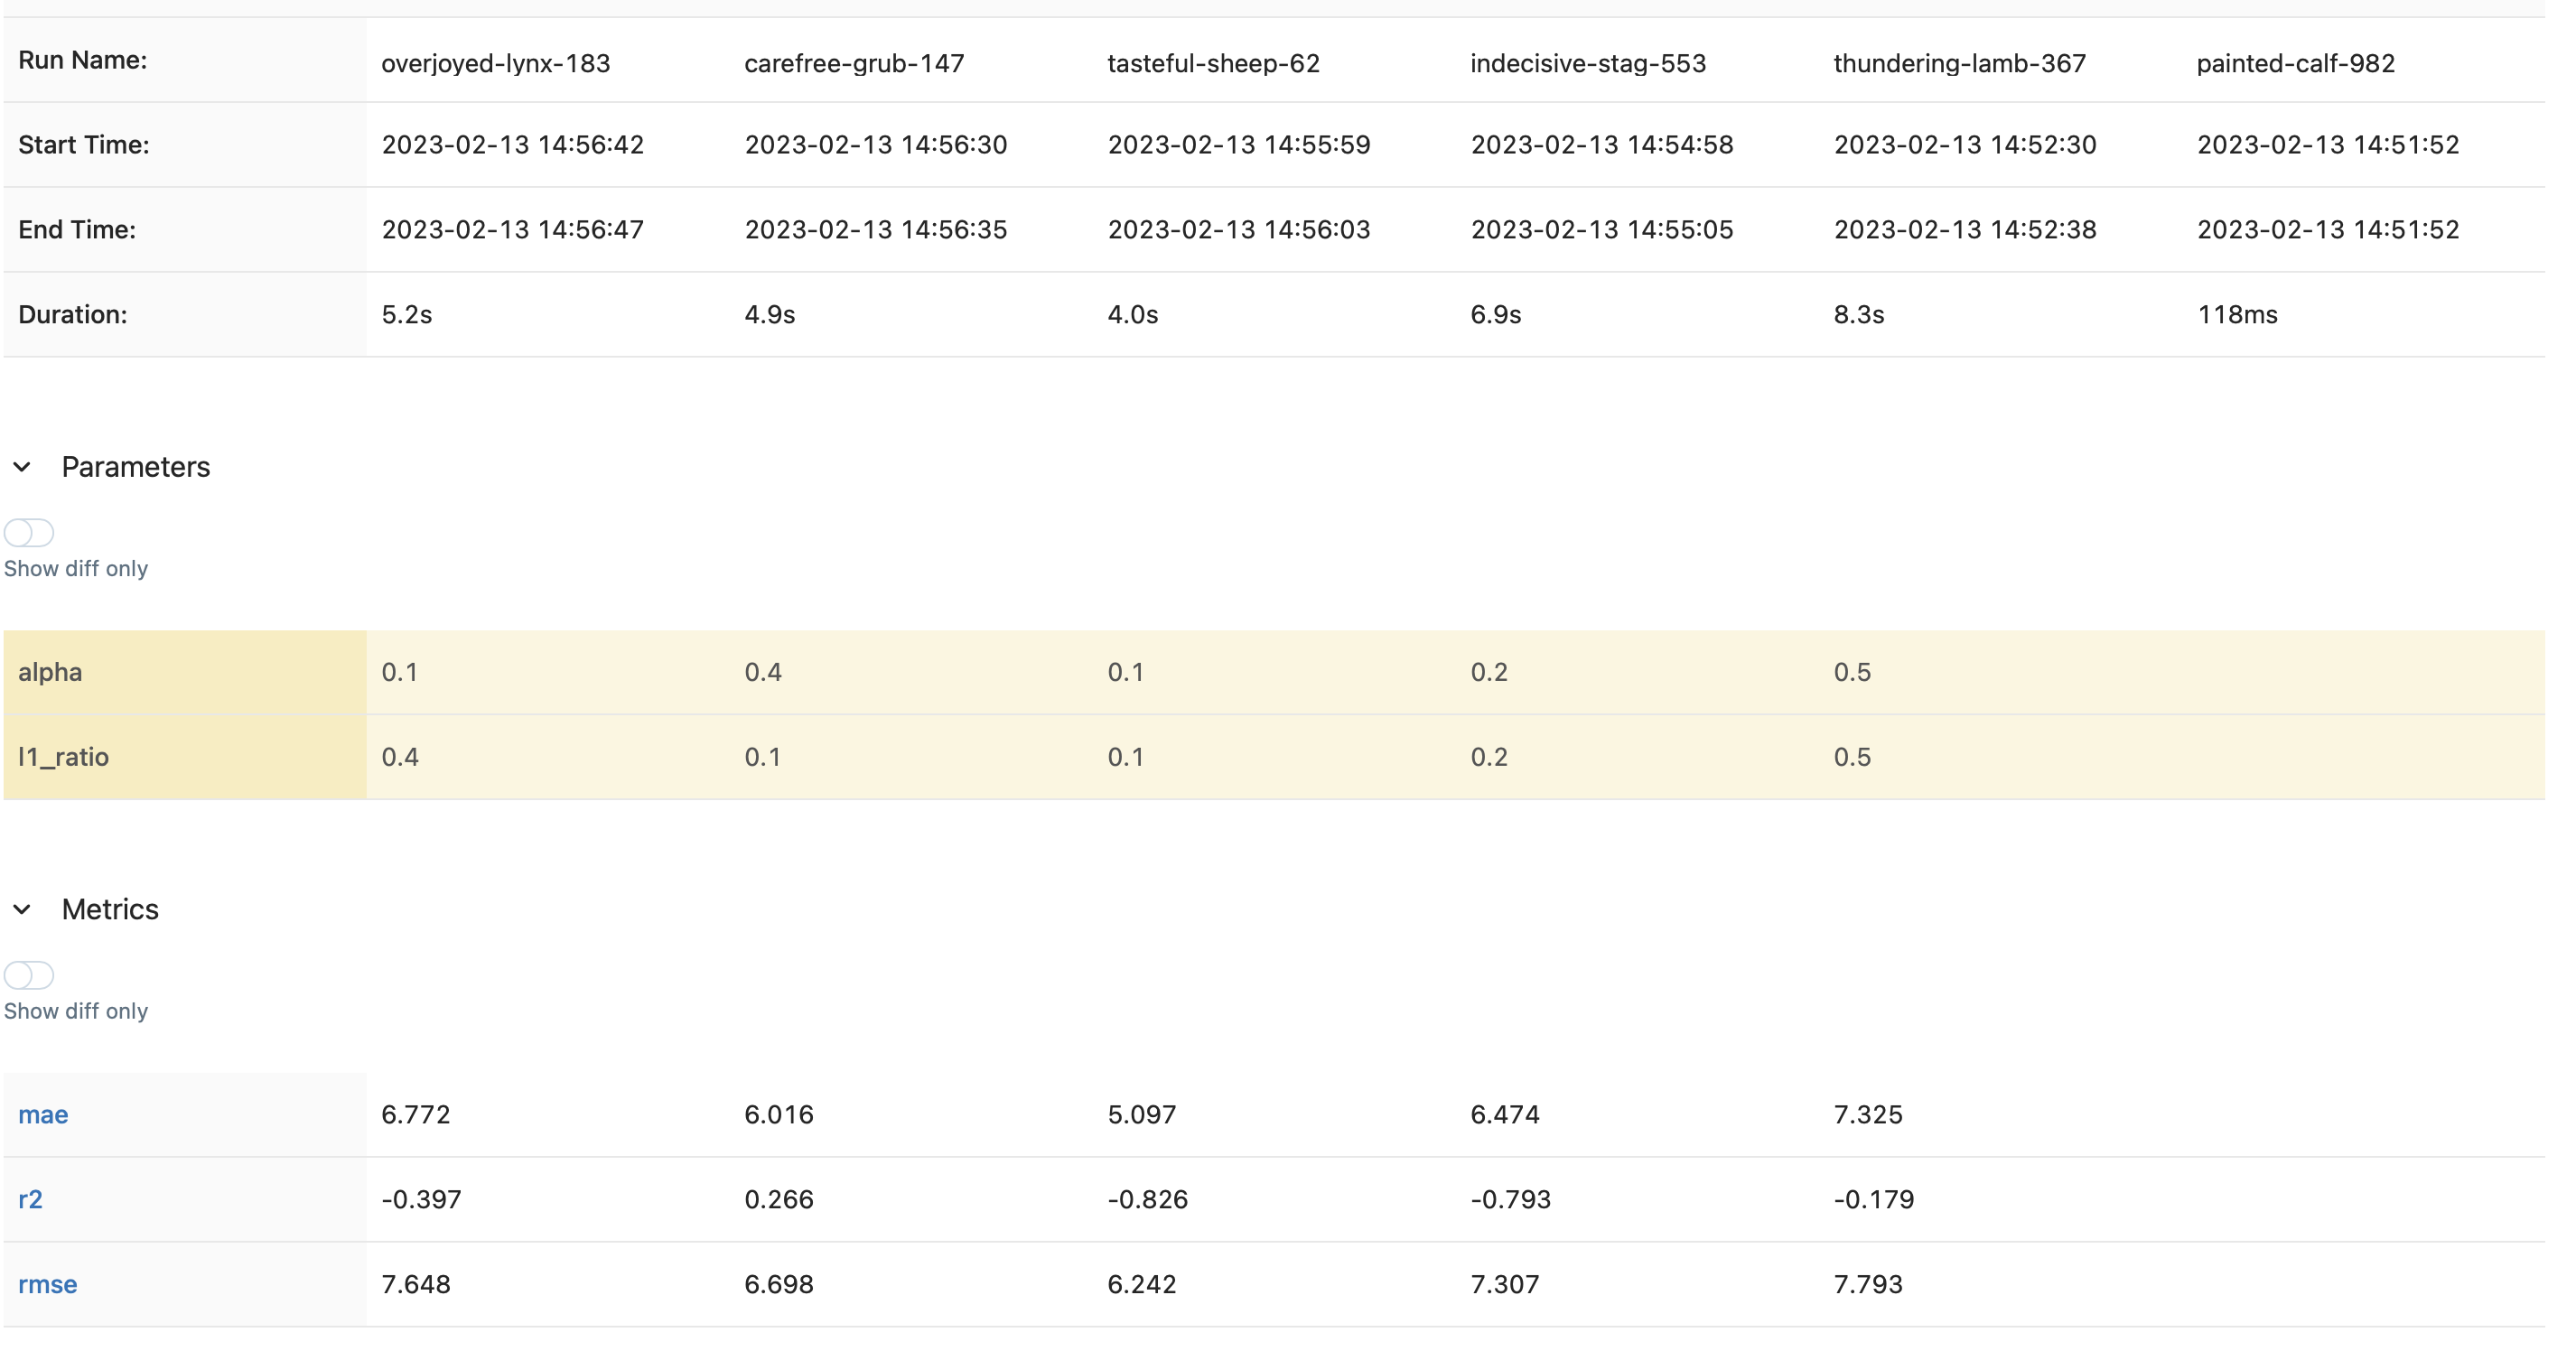 Run Name: overjoyed-lynx-183 carefree-grub-147 tasteful-sheep-62 indecisive-stag-553 thundering-lamb-367 painted-calf-982
Start Time: 2023-02-13 14:56:42 2023-02-13 14:56:30 2023-02-13 14:55:59 2023-02-13 14:54:58 2023-02-13 14:52:30 2023-02-13 14:51:52
End Time: 2023-02-13 14:56:47 2023-02-13 14:56:35 2023-02-13 14:56:03 2023-02-13 14:55:05 2023-02-13 14:52:38 2023-02-13 14:51:52
Duration: 5.2s 4.9s 4.0s 6.9s 8.3s 118ms
Parameters
Show diff only
alpha 0.1 0.4 0.1 0.2 0.5
l1_ratio 0.4 0.1 0.1 0.2 0.5
Metrics
Show diff only
mae 6.772 6.016 5.097 6.474 7.325
r2 -0.397 0.266 -0.826 -0.793 -0.179
rmse 7.648 6.698 6.242 7.307 7.793